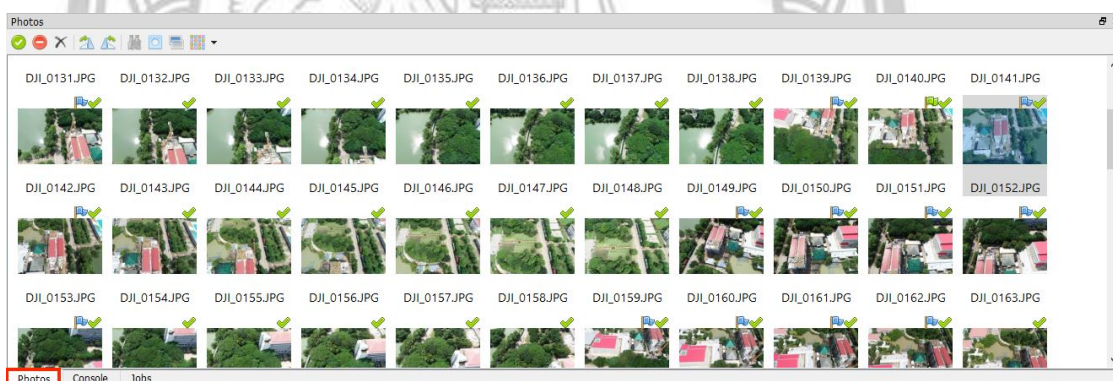 Photos
DJI_0131.JPG DJI_0132.JPG DJI_0133.JPG DJI_0134.JPG DJI_0135.JPG DJI_0136.JPG DJI_0137.JPG DJI_0138.JPG DJI_0139.JPG DJI_0140.JPG DJI_0141.JPG
DJI_0142.JPG DJI_0143.JPG DJI_0144.JPG DJI_0145.JPG DJI_0146.JPG DJI_0147.JPG DJI_0148.JPG DJI_0149.JPG DJI_0150.JPG DJI_0151.JPG DJI_0152.JPG
DJI_0153.JPG DJI_0154.JPG DJI_0155.JPG DJI_0156.JPG DJI_0157.JPG DJI_0158.JPG DJI_0159.JPG DJI_0160.JPG DJI_0161.JPG DJI_0162.JPG DJI_0163.JPG
Photos Console Jobs